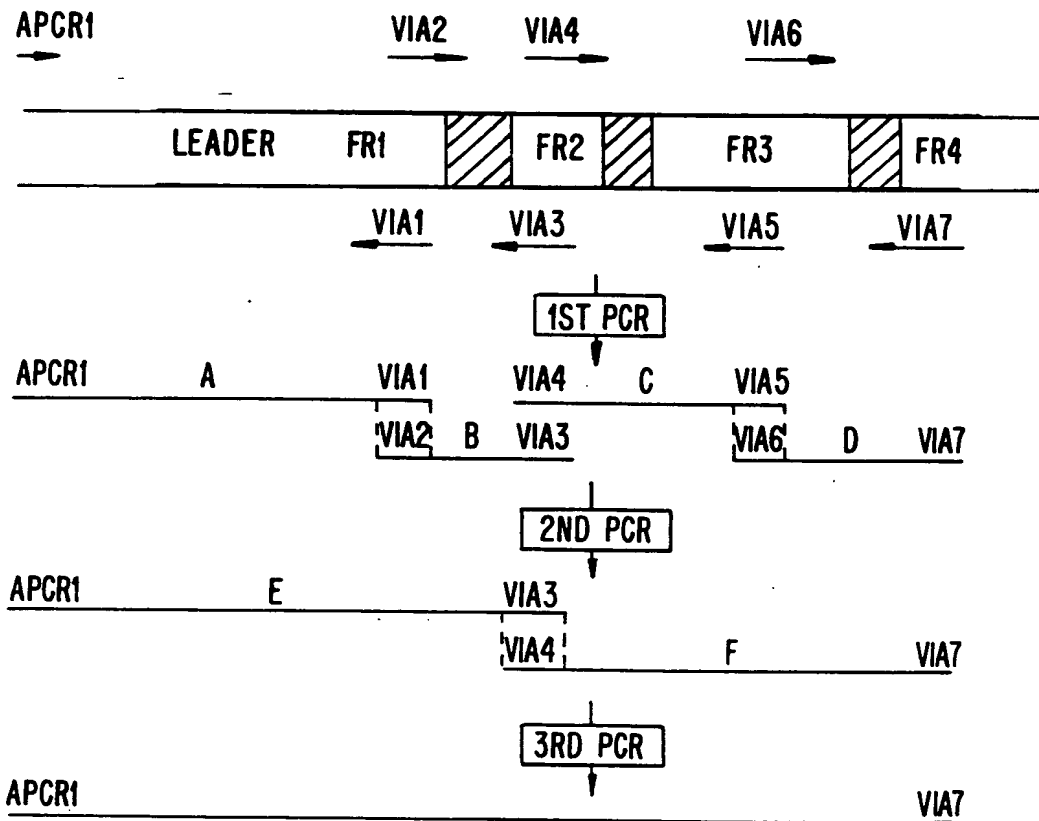 APCR1 VIA2 VIA4 VIA6
LEADER FR1 FR2 FR3 FR4
VIA1 VIA3 VIA5 VIA7
1ST PCR
APCR1 A VIA1 VIA4 C VIA5
VIA2 B VIA3 VIA6 D VIA7
2ND PCR
APCR1 E VIA3
VIA4 F VIA7
3RD PCR
APCR1 VIA7